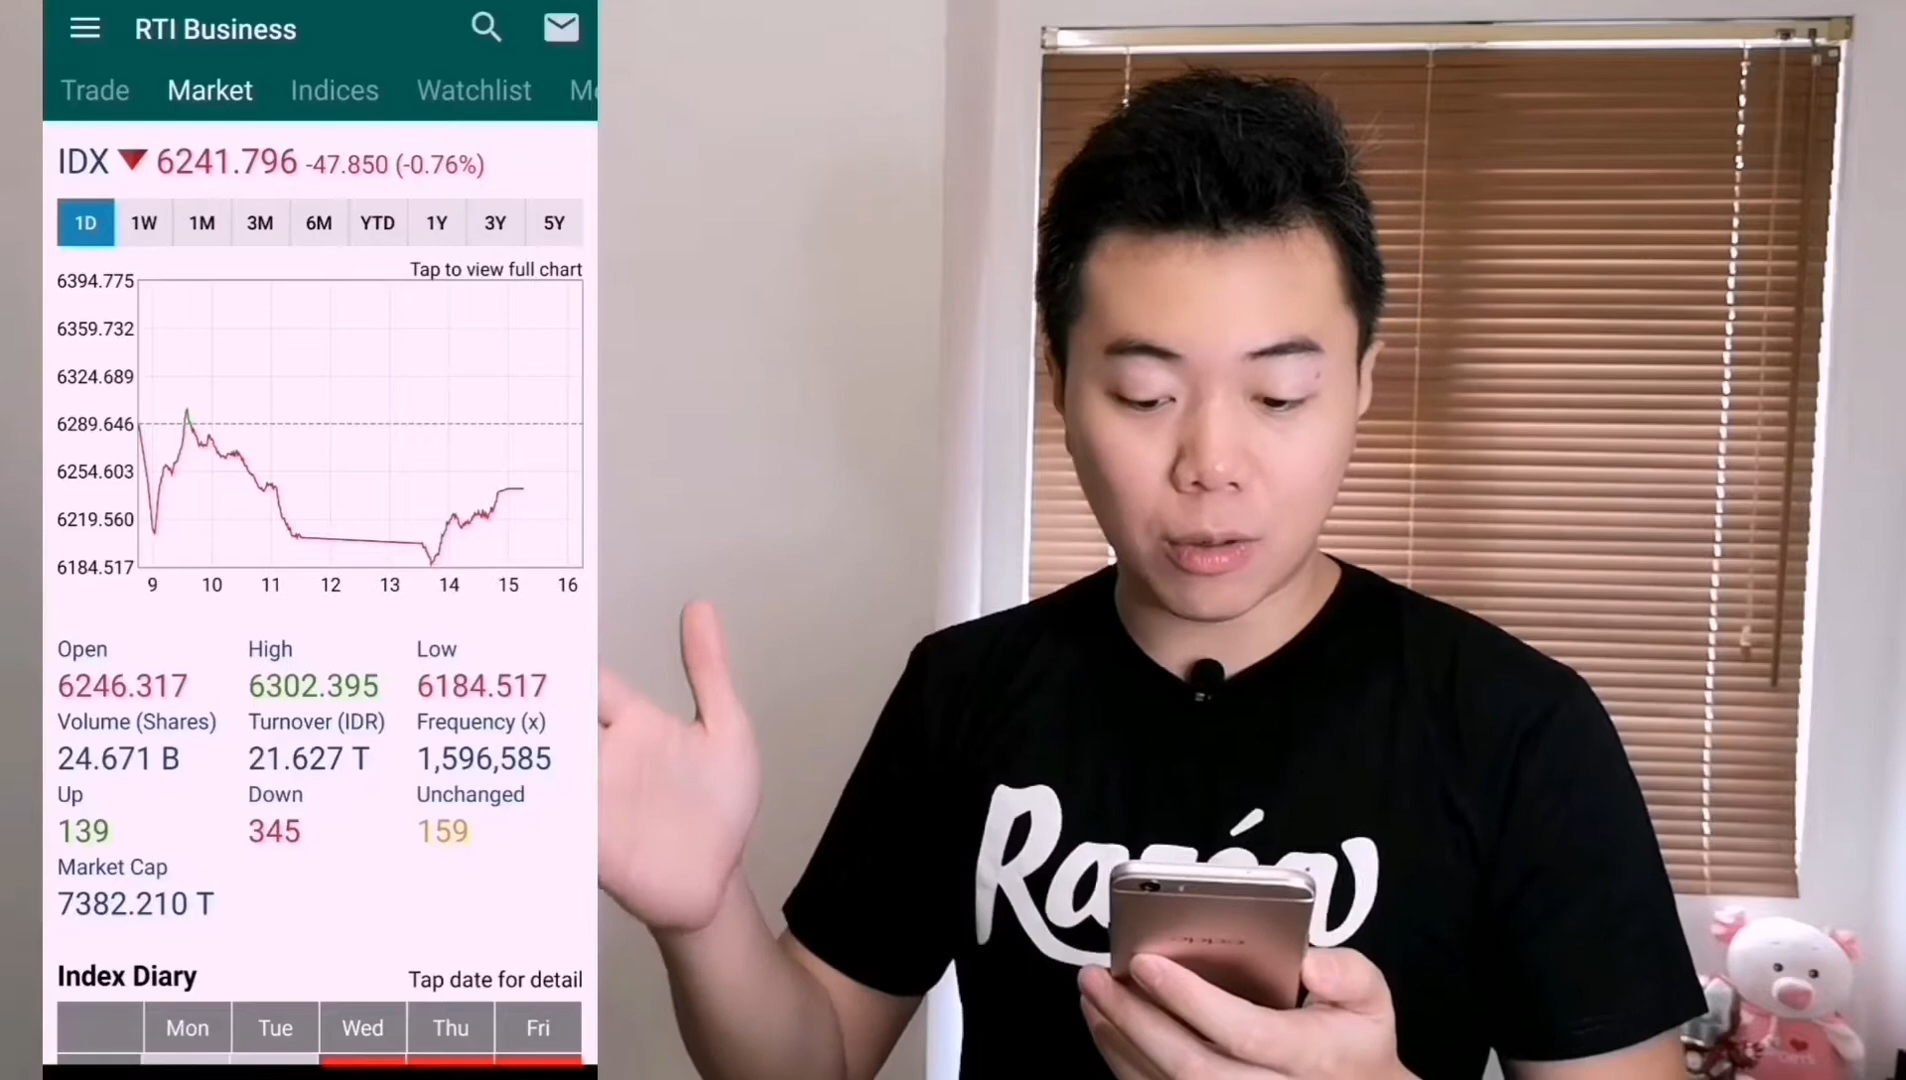 RTI Business
Trade Market Indices Watchlist
IDX 6241.796 -47.850 (-0.76%)
1D 1W 1M 3M 6M YTD 1Y 3Y 5Y
Tap to view full chart
6394.775
6359.732
6324.689
6289.646
6254.603
6219.560
6184.517
9 10 11 12 13 14 15 16
Open High Low
6246.317 6302.395 6184.517
Volume (Shares) Turnover (IDR) Frequency (x)
24.671 B 21.627 T 1,596,585
Up Down Unchanged
139 345 159
Market Cap
7382.210 T
Index Diary Tap date for detail
Mon Tue Wed Thu Fri
oppo